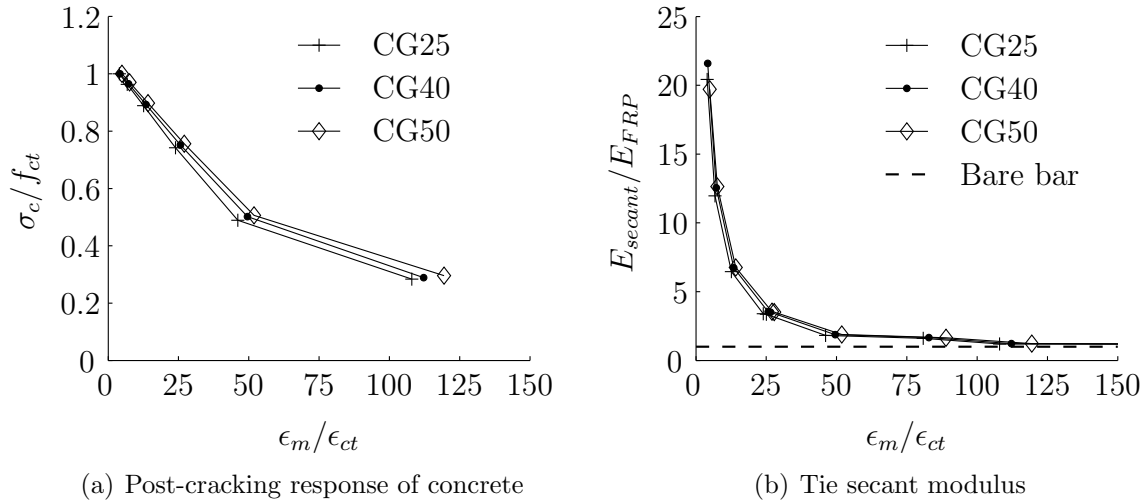 1.2
1
0.8
0.6
0.4
0.2
0
σc/fct
CG25
CG40
CG50
0 25 50 75 100 125 150
ϵm/ϵct
(a) Post-cracking response of concrete
25
20
15
10
5
0
Esecant/EFRP
CG25
CG40
CG50
Bare bar
0 25 50 75 100 125 150
ϵm/ϵct
(b) Tie secant modulus